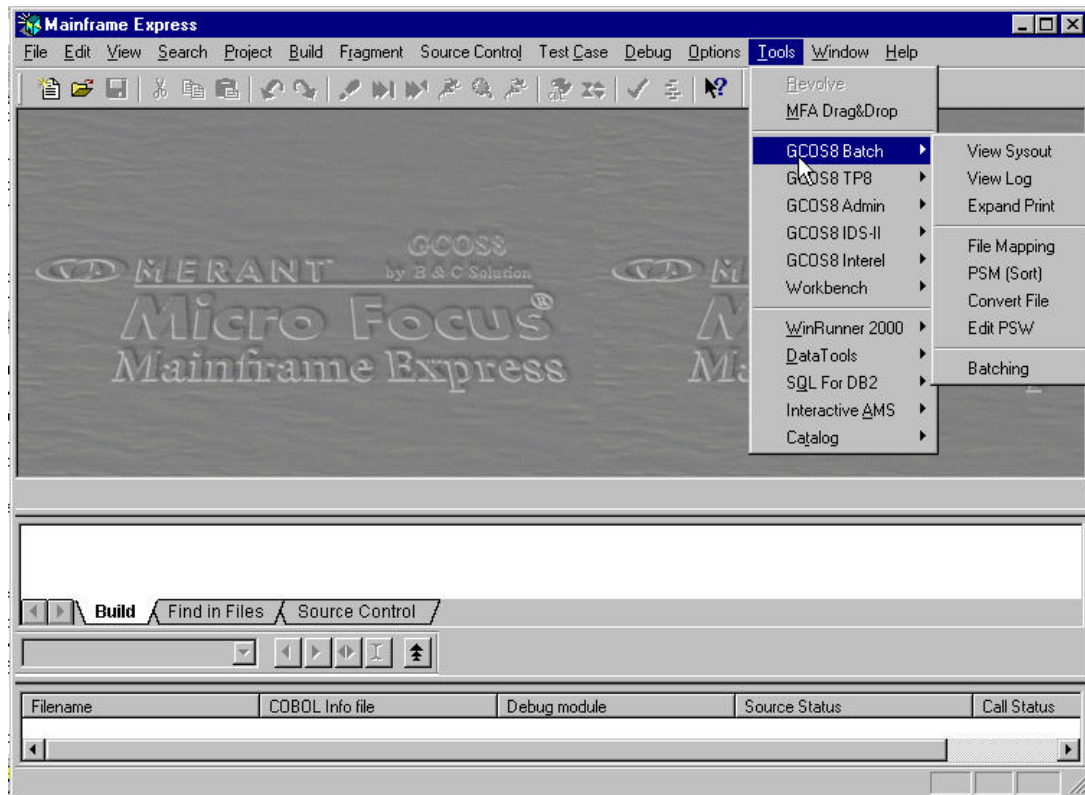 Mainframe Express
File Edit View Search Project Build Fragment Source Control Test Case Debug Options Tools Window Help
Revolve
MFA Drag&Drop
GCOS8 Batch
GCOS8 TP8
GCOS8 Admin
GCOS8 IDS-II
GCOS8 Interel
Workbench
WinRunner 2000
DataTools
SQL For DB2
Interactive AMS
Catalog
View Sysout
View Log
Expand Print
File Mapping
PSM (Sort)
Convert File
Edit PSW
Batching
GCOS8
MERANT by B & C Solution
Micro Focus®
Mainframe Express
Build Find in Files Source Control
Filename COBOL Info file Debug module Source Status Call Status